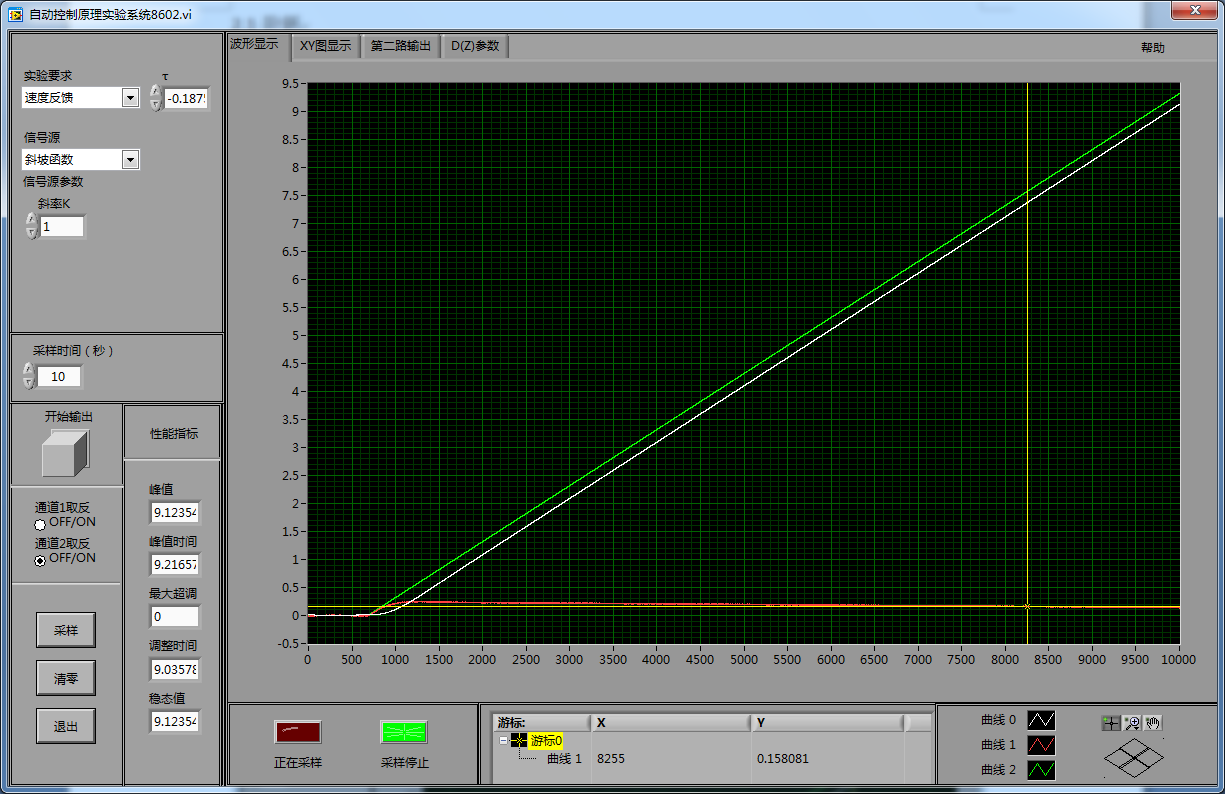 自动控制原理实验系统8602.vi
波形显示 XY图显示 第二路输出 D(Z)参数 帮助
实验要求 τ
速度反馈 -0.187
信号源
斜坡函数
信号源参数
斜率K
1
采样时间（秒）
10
开始输出
性能指标
通道1取反
OFF/ON
通道2取反
OFF/ON
采样
清零
退出
峰值
9.12354
峰值时间
9.21657
最大超调
0
调整时间
9.03578
稳态值
9.12354
9.5
9
8.5
8
7.5
7
6.5
6
5.5
5
4.5
4
3.5
3
2.5
2
1.5
1
0.5
0
-0.5
0 500 1000 1500 2000 2500 3000 3500 4000 4500 5000 5500 6000 6500 7000 7500 8000 8500 9000 9500 10000
正在采样 采样停止
游标: X Y
游标0
曲线 1 8255 0.158081
曲线 0
曲线 1
曲线 2